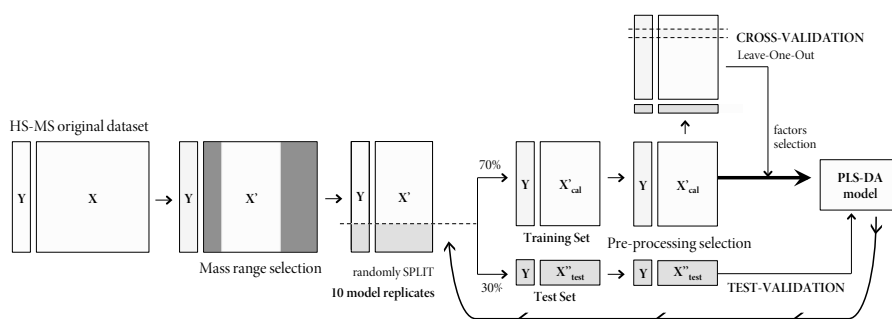 CROSS-VALIDATION
Leave-One-Out
HS-MS original dataset
factors
selection
70%
Y
X
Y
X'
Y
X'
Y
X'cal
Y
X'cal
PLS-DA
model
Training Set
Pre-processing selection
Mass range selection
randomly SPLIT
10 model replicates
30%
Y
X"test
Y
X"test
Test Set
TEST-VALIDATION